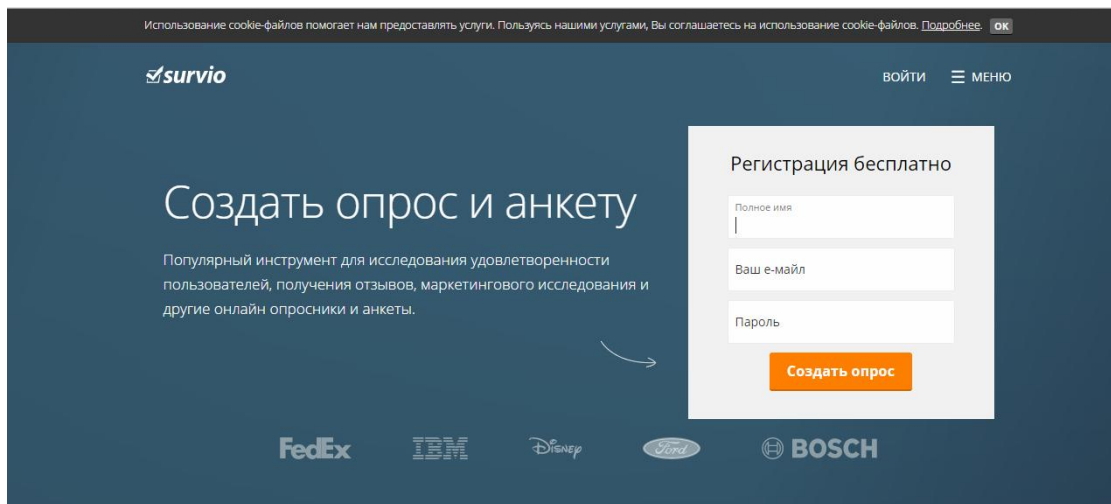 Использование cookie-файлов помогает нам предоставлять услуги. Пользуясь нашими услугами, Вы соглашаетесь на использование cookie-файлов. Подробнее. OK
survio
ВОЙТИ
МЕНЮ
Создать опрос и анкету
Популярный инструмент для исследования удовлетворенности
пользователей, получения отзывов, маркетингового исследования и
другие онлайн опросники и анкеты.
Регистрация бесплатно
Полное имя
Ваш е-майл
Пароль
Создать опрос
FedEx
IBM
Disney
Ford
BOSCH